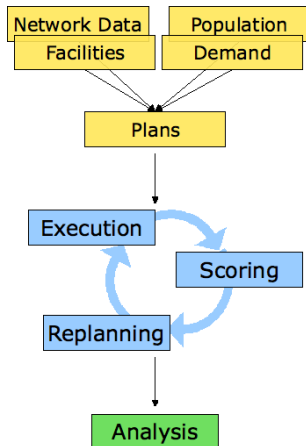 Network Data
Population
Facilities
Demand
Plans
Execution
Scoring
Replanning
Analysis